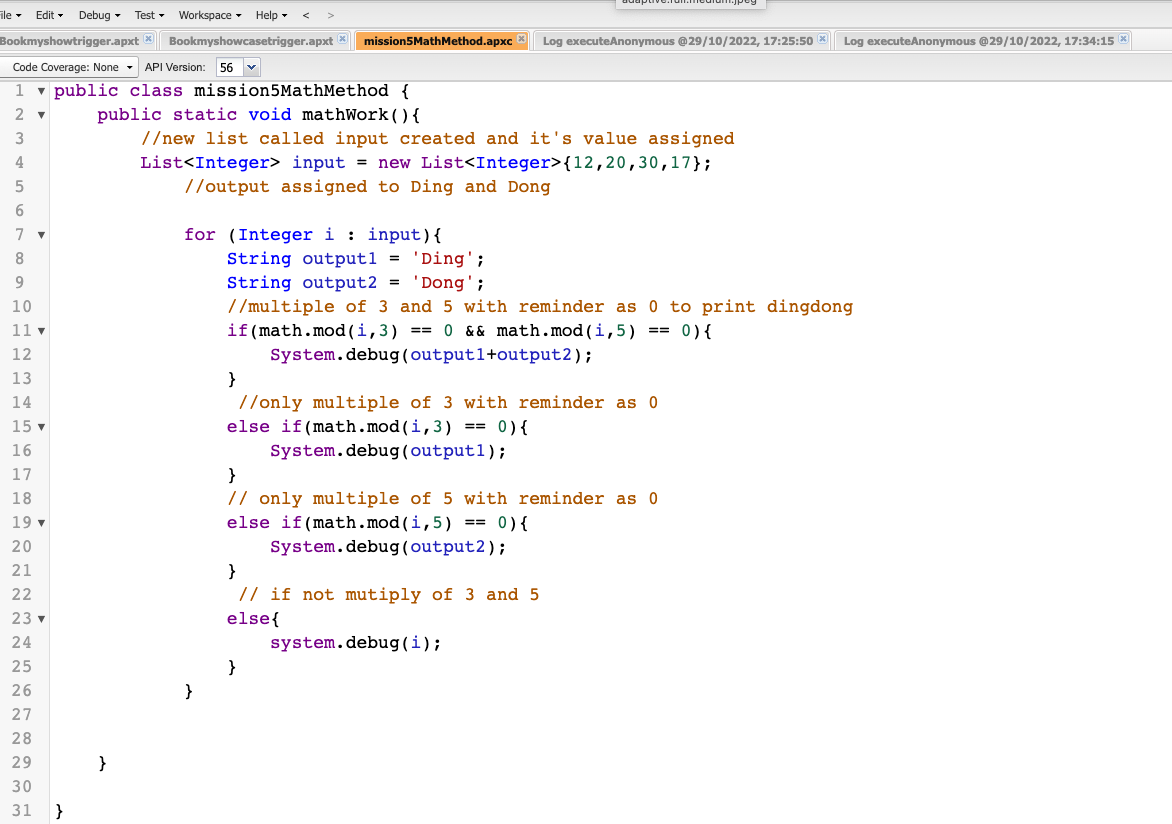 adaptive.full.medium.jpeg
ile Edit Debug Test Workspace Help < >
Bookmyshowtrigger.apxt Bookmyshowcasetrigger.apxt mission5MathMethod.apxc Log executeAnonymous @29/10/2022, 17:25:50 Log executeAnonymous @29/10/2022, 17:34:15
Code Coverage: None API Version: 56
1 public class mission5MathMethod {
2 public static void mathWork(){
3 //new list called input created and it's value assigned
4 List<Integer> input = new List<Integer>{12,20,30,17};
5 //output assigned to Ding and Dong
6
7 for (Integer i : input){
8 String output1 = 'Ding';
9 String output2 = 'Dong';
10 //multiple of 3 and 5 with reminder as 0 to print dingdong
11 if(math.mod(i,3) == 0 && math.mod(i,5) == 0){
12 System.debug(output1+output2);
13 }
14 //only multiple of 3 with reminder as 0
15 else if(math.mod(i,3) == 0){
16 System.debug(output1);
17 }
18 // only multiple of 5 with reminder as 0
19 else if(math.mod(i,5) == 0){
20 System.debug(output2);
21 }
22 // if not mutiply of 3 and 5
23 else{
24 system.debug(i);
25 }
26 }
27
28
29 }
30
31 }